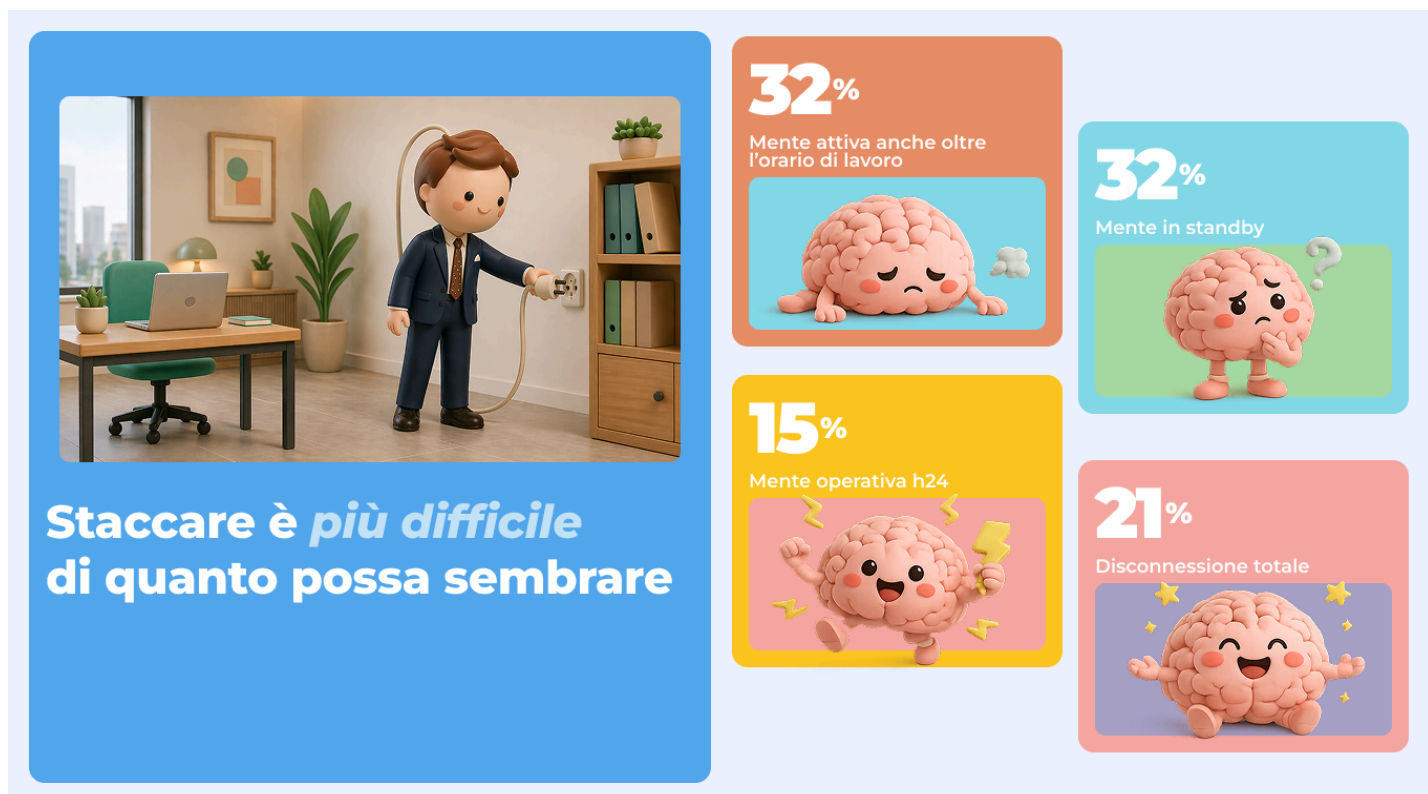 Staccare è più difficile
di quanto possa sembrare
32%
Mente attiva anche oltre
l'orario di lavoro
32%
Mente in standby
15%
Mente operativa h24
21%
Disconnessione totale